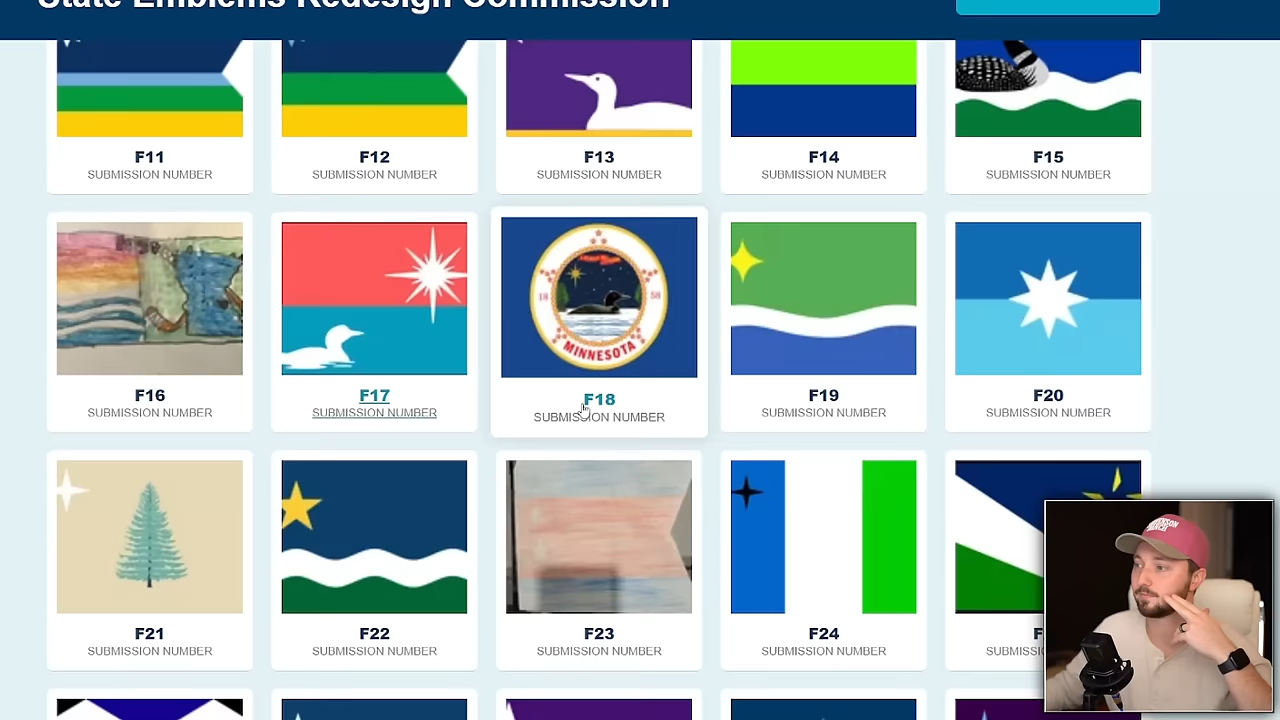 State Emblems Redesign Commission
F11
SUBMISSION NUMBER
F12
SUBMISSION NUMBER
F13
SUBMISSION NUMBER
F14
SUBMISSION NUMBER
F15
SUBMISSION NUMBER
F16
SUBMISSION NUMBER
F17
SUBMISSION NUMBER
18 58
MINNESOTA
F18
SUBMISSION NUMBER
F19
SUBMISSION NUMBER
F20
SUBMISSION NUMBER
F21
SUBMISSION NUMBER
F22
SUBMISSION NUMBER
F23
SUBMISSION NUMBER
F24
SUBMISSION NUMBER